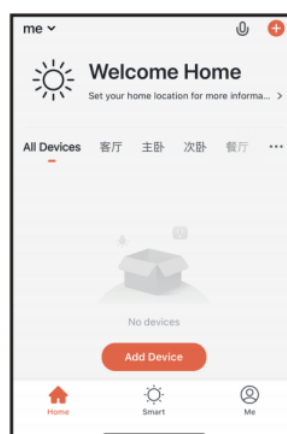 me
Welcome Home
Set your home location for more informa...
All Devices 客厅 主卧 次卧 餐厅 ...
No devices
Add Device
Home Smart Me